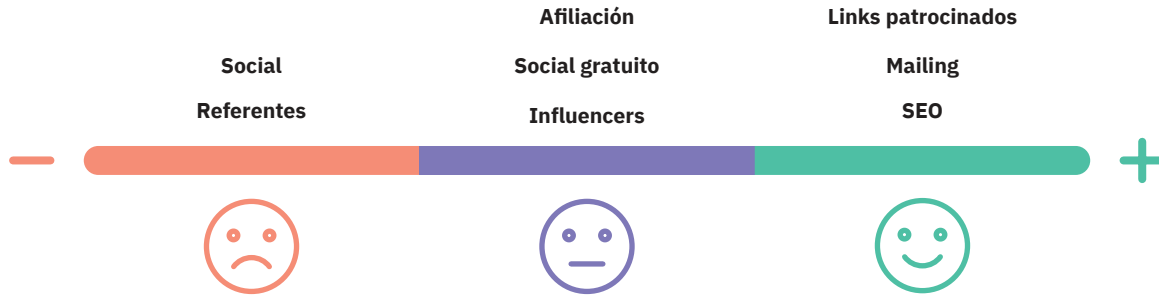 Afiliación
Links patrocinados
Social
Social gratuito
Mailing
Referentes
Influencers
SEO